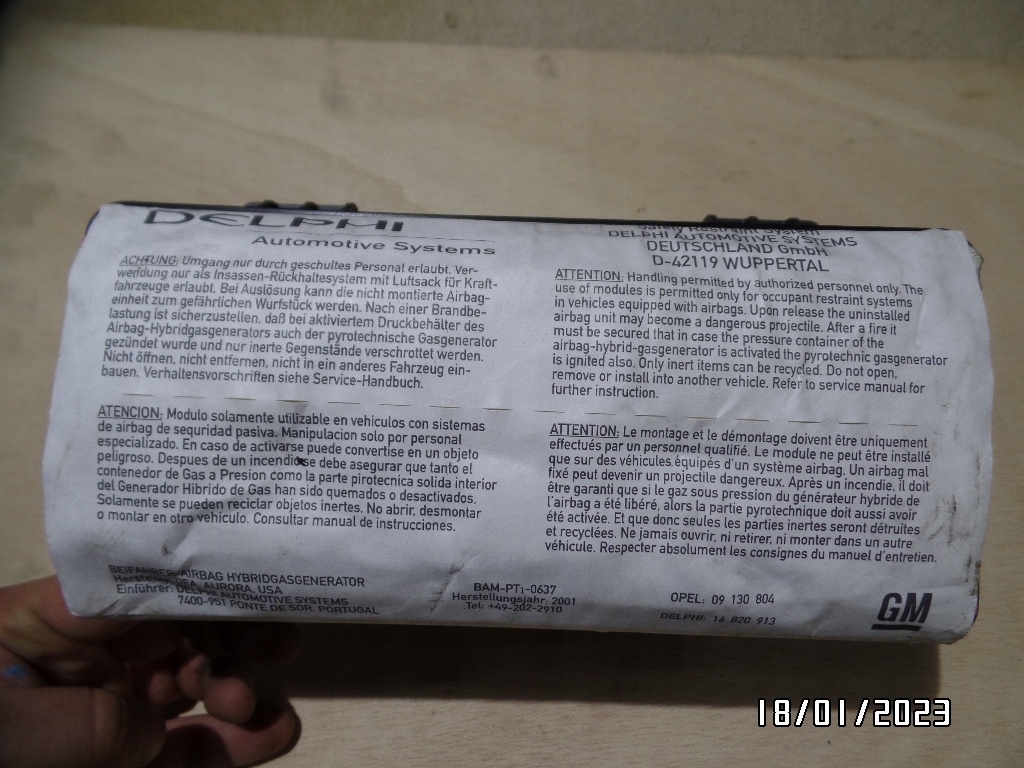 DELPHI
Automotive Systems
ACHTUNG: Umgang nur durch geschultes Personal erlaubt. Ver-
wendung nur als Insassen-Rückhaltesystem mit Luftsack für Kraft-
fahrzeuge erlaubt. Bei Auslösung kann die nicht montierte Airbag-
einheit zum gefährlichen Wurfstück werden. Nach einer Brandbe-
lastung ist sicherzustellen, daß bei aktiviertem Druckbehälter des
Airbag-Hybridgasgenerators auch der pyrotechnische Gasgenerator
gezündet wurde und nur inerte Gegenstände verschrottet werden.
Nicht öffnen, nicht entfernen, nicht in ein anderes Fahrzeug ein-
bauen. Verhaltensvorschriften siehe Service-Handbuch.
Safety Restraint System
DELPHI AUTOMOTIVE SYSTEMS
DEUTSCHLAND GmbH
D-42119 WUPPERTAL
ATTENTION: Handling permitted by authorized personnel only. The
use of modules is permitted only for occupant restraint systems
in vehicles equipped with airbags. Upon release the uninstalled
airbag unit may become a dangerous projectile. After a fire it
must be secured that in case the pressure container of the
airbag-hybrid-gasgenerator is activated the pyrotechnic gasgenerator
is ignited also. Only inert items can be recycled. Do not open,
remove or install into another vehicle. Refer to service manual for
further instruction.
ATENCION: Modulo solamente utilizable en vehiculos con sistemas
de airbag de sequridad pasiva. Manipulacion solo por personal
especializado. En caso de activarse puede convertise en un objeto
peligroso. Despues de un incendio se debe asegurar que tanto el
contenedor de Gas a Presion como la parte pirotecnica solida interior
del Generador Hibrido de Gas han sido quemados o desactivados.
Solamente se pueden reciclar objetos inertes. No abrir, desmontar
o montar en otro vehiculo. Consultar manual de instrucciones.
ATTENTION: Le montage et le démontage doivent être uniquement
effectués par un personnel qualifié. Le module ne peut être installé
que sur des véhicules équipés d'un système airbag. Un airbag mal
fixé peut devenir un projectile dangereux. Après un incendie, il doit
être garanti que si le gaz sous pression du générateur hybride de
l'airbag a été libéré, alors la partie pyrotechnique doit aussi avoir
été activée. Et que donc seules les parties inertes seront détruites
et recyclées. Ne jamais ouvrir, ni retirer, ni monter dans un autre
véhicule. Respecter absolument les consignes du manuel d'entretien.
BEIFAHRER-AIRBAG HYBRIDGASGENERATOR
Hersteller: BEA, AURORA, USA
Einführer: DELPHI AUTOMOTIVE SYSTEMS
7400-951 PONTE DE SOR, PORTUGAL
BAM-PT1-0637
Herstellungsjahr: 2001
Tel: +49-202-2910
OPEL: 09 130 804
DELPHI: 16 820 913
GM
18/01/2023